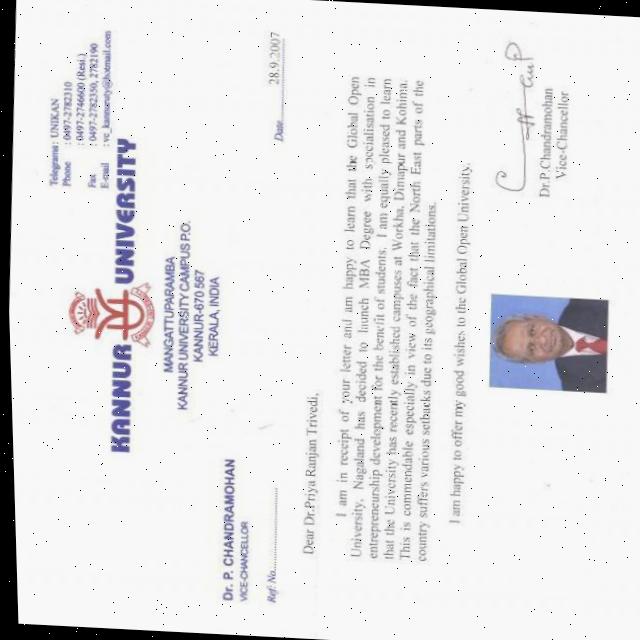 Telegrams : UNIKAN
Phone : 0497-2782310
: 0497-2746600 (Resi.)
Fax : 0497-2782350, 2782190
E-mail : vc_kannursty@hotmail.com
KANNUR UNIVERSITY
MANGATTUPARAMBA
KANNUR UNIVERSITY CAMPUS P.O.
KANNUR-670 567
KERALA, INDIA
Dr. P. CHANDRAMOHAN
VICE-CHANCELLOR
Ref: No..............................
Date..............28.9.2007
Dear Dr.Priya Ranjan Trivedi,
I am in receipt of your letter and am happy to learn that the Global Open
University, Nagaland has decided to launch MBA Degree with specialisation in
entrepreneurship development for the benefit of students. I am equally pleased to learn
that the University has recently established campuses at Workha, Dimapur and Kohima.
This is commendable especially in view of the fact that the North East parts of the
country suffers various setbacks due to its geographical limitations.
I am happy to offer my good wishes to the Global Open University.
Dr.P.Chandramohan
Vice-Chancellor